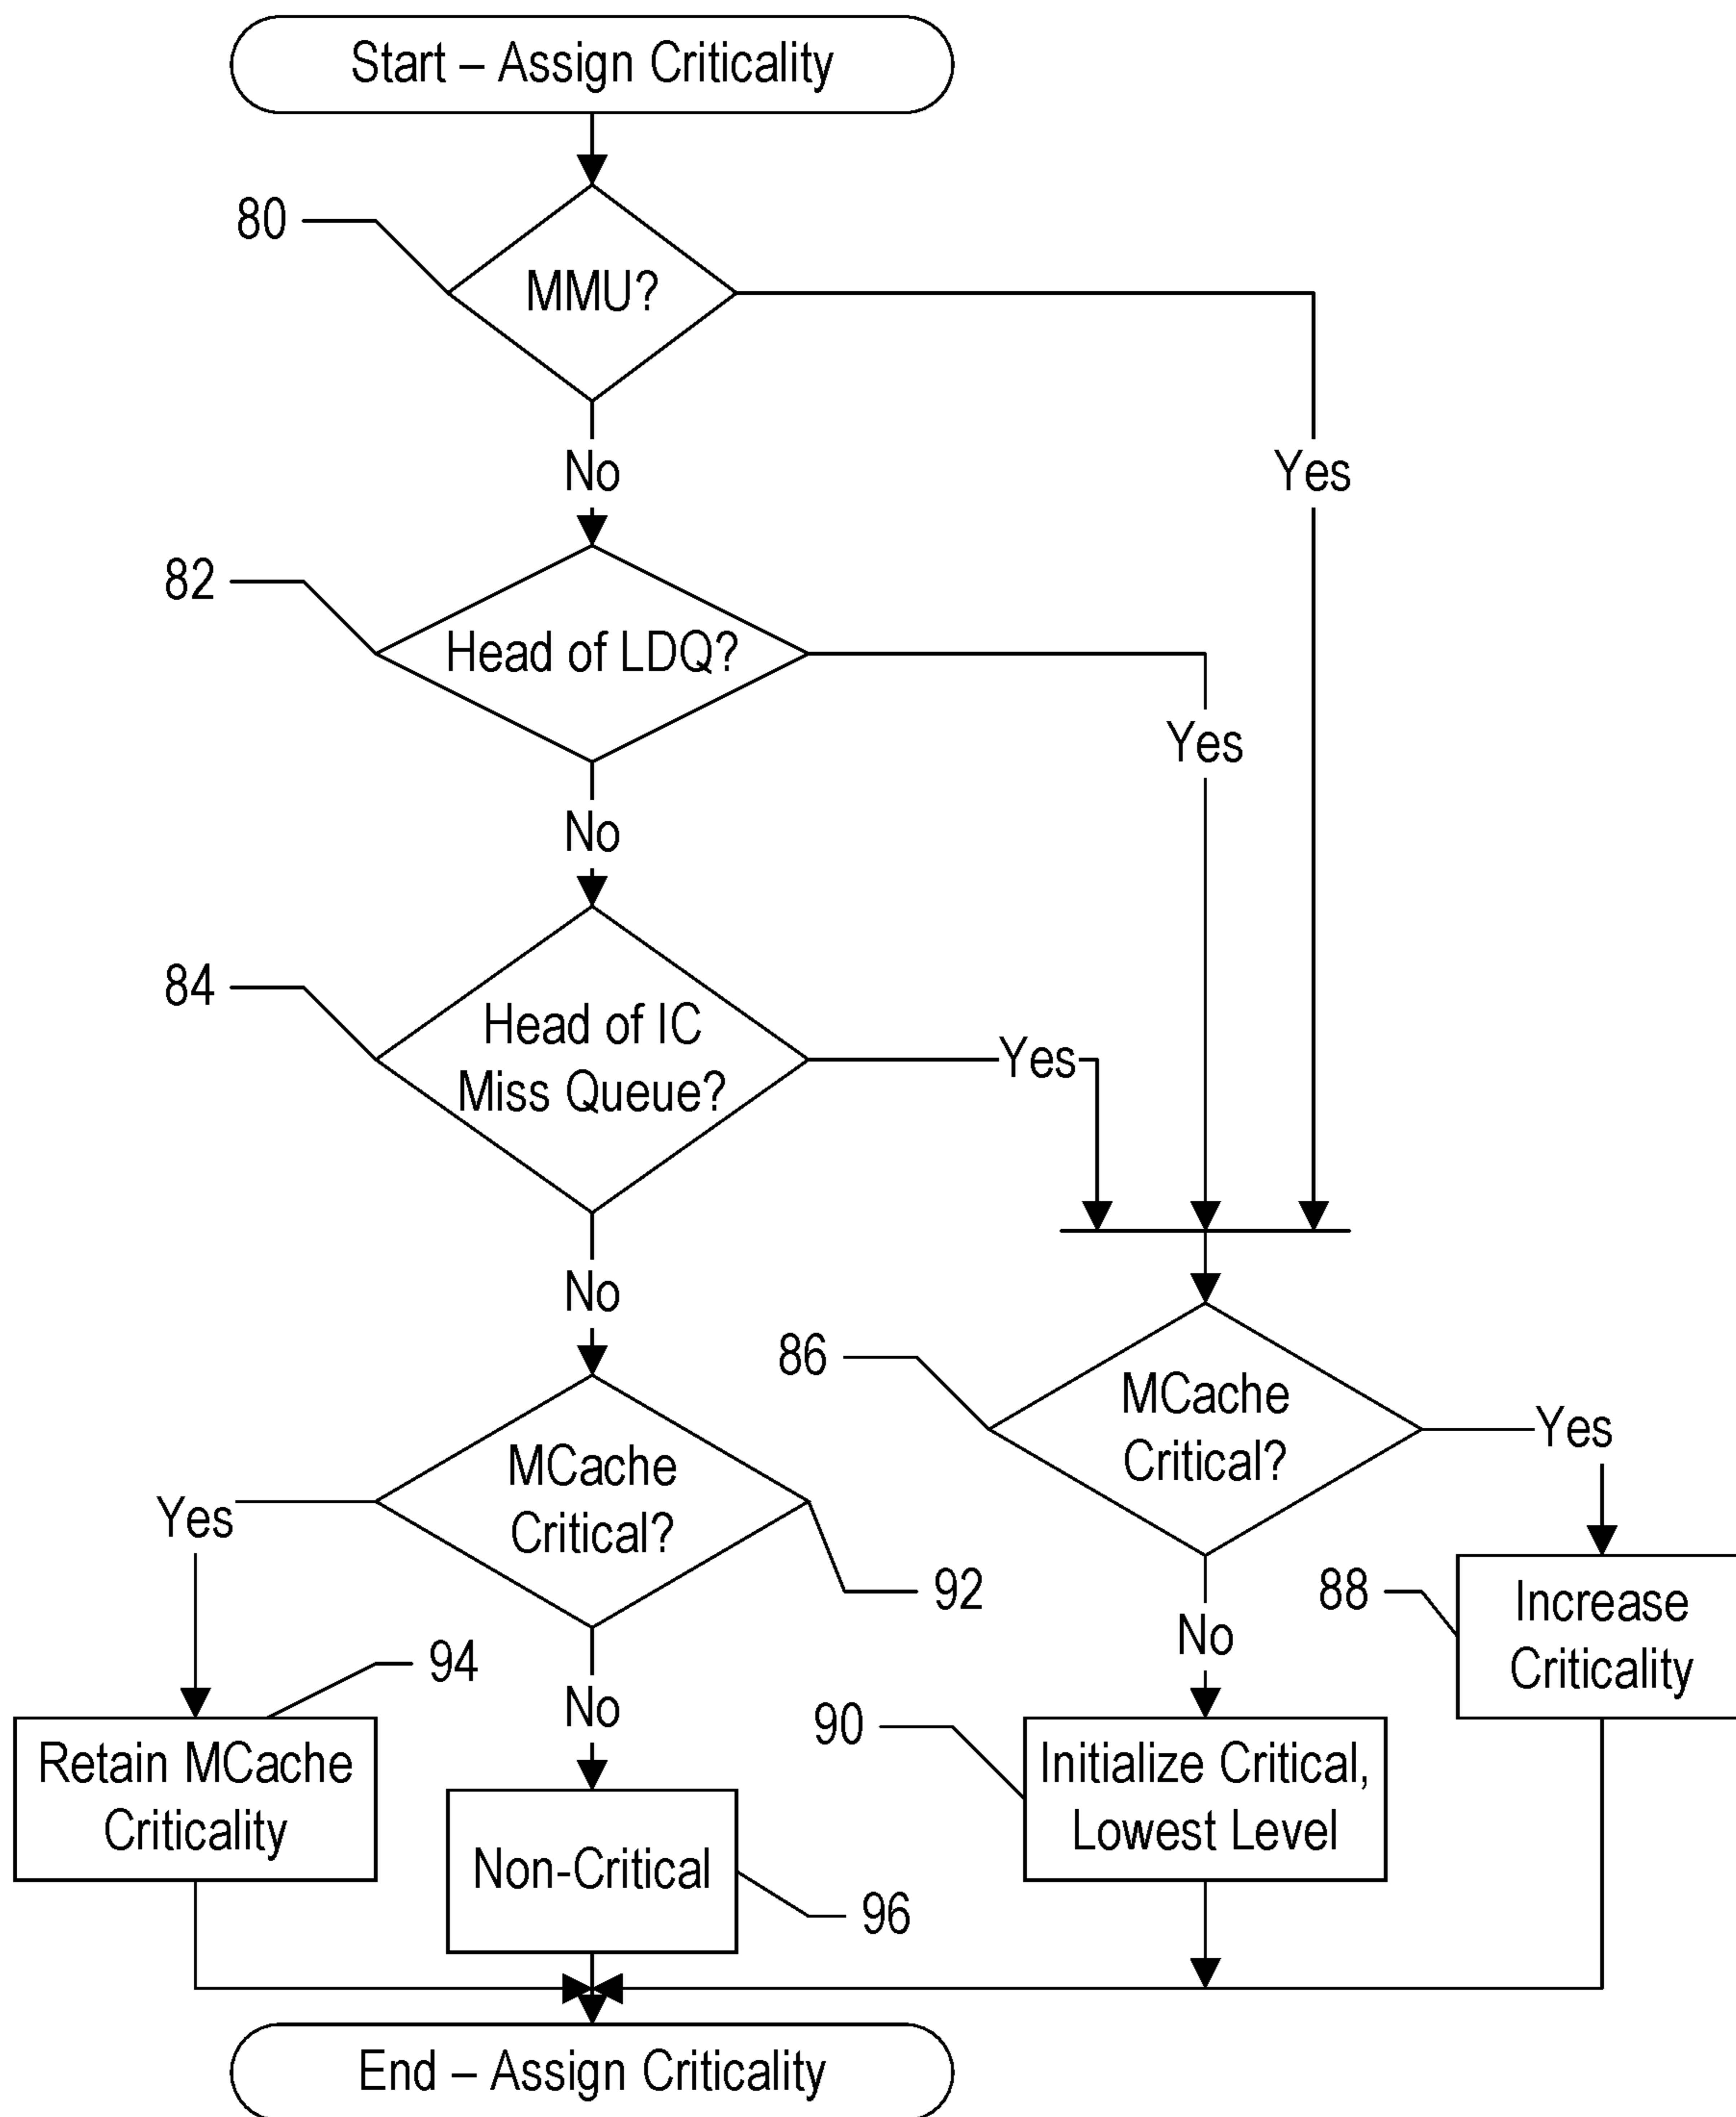 Start – Assign Criticality
80
MMU?
No
Yes
82
Head of LDQ?
Yes
No
84
Head of IC
Miss Queue?
Yes
No
86
MCache
Critical?
Yes
MCache
Critical?
Yes
92
88
Increase
Criticality
No
94
No
90
Retain MCache
Criticality
Initialize Critical,
Lowest Level
Non-Critical
96
End – Assign Criticality